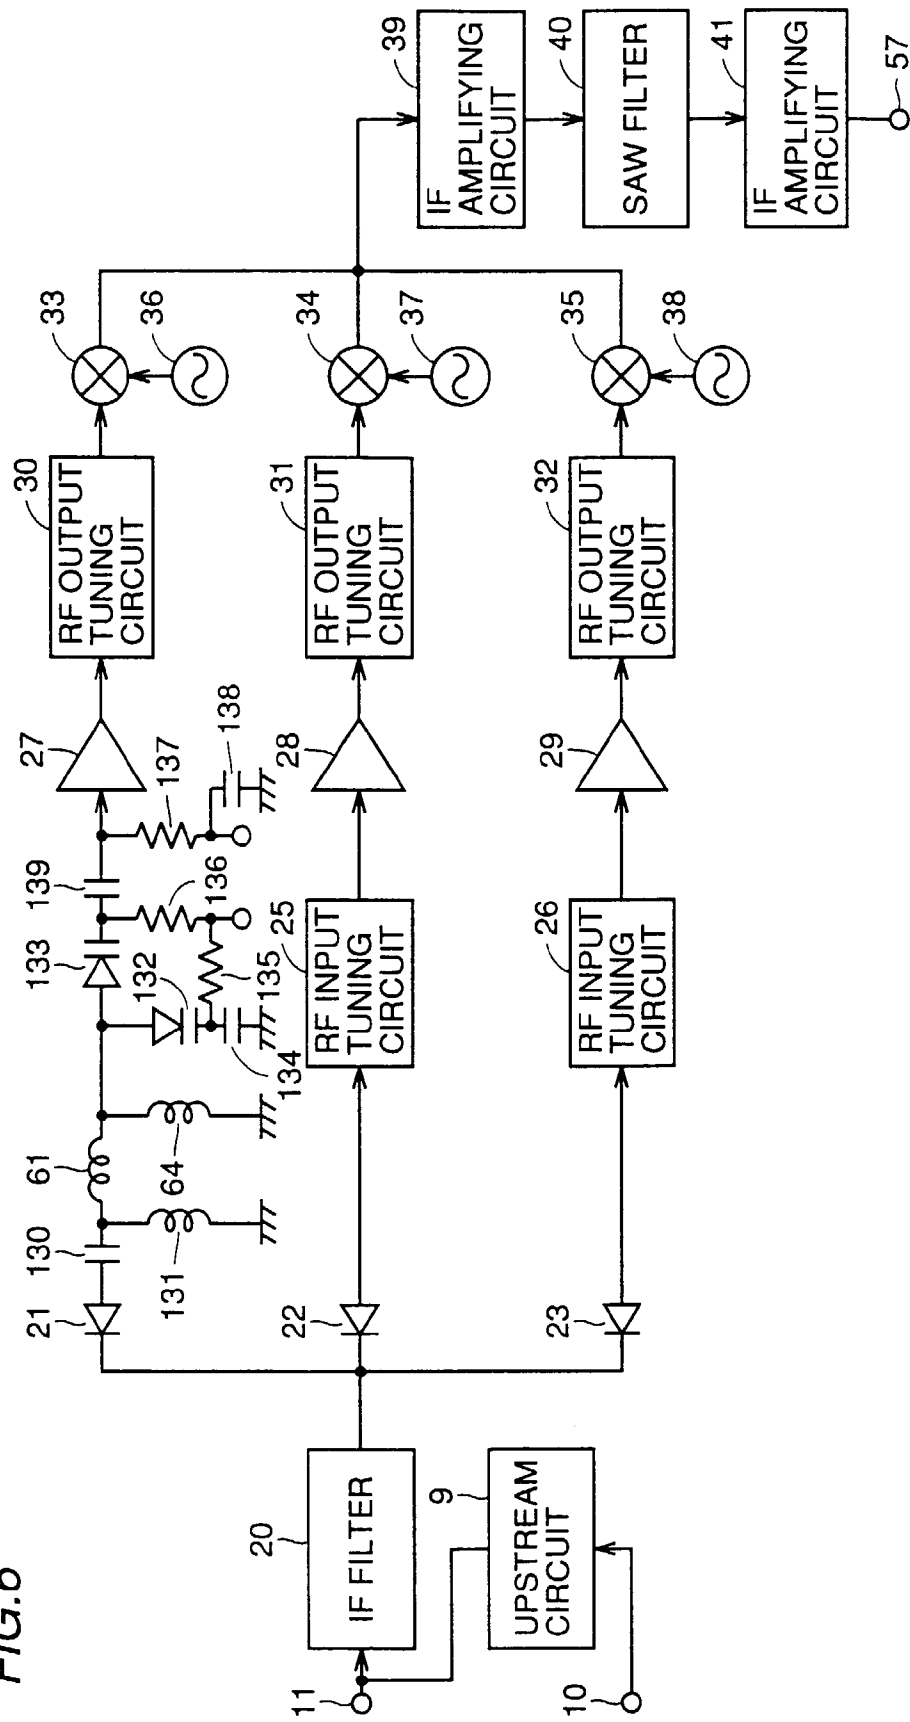 FIG.6
11
10
20
IF FILTER
9
UPSTREAM
CIRCUIT
21
130
131
61
64
132
133
134
135
136
139
137
138
27
30
RF OUTPUT
TUNING
CIRCUIT
33
36
22
25
RF INPUT
TUNING
CIRCUIT
28
31
RF OUTPUT
TUNING
CIRCUIT
34
37
23
26
RF INPUT
TUNING
CIRCUIT
29
32
RF OUTPUT
TUNING
CIRCUIT
35
38
39
IF
AMPLIFYING
CIRCUIT
40
SAW FILTER
41
IF
AMPLIFYING
CIRCUIT
57